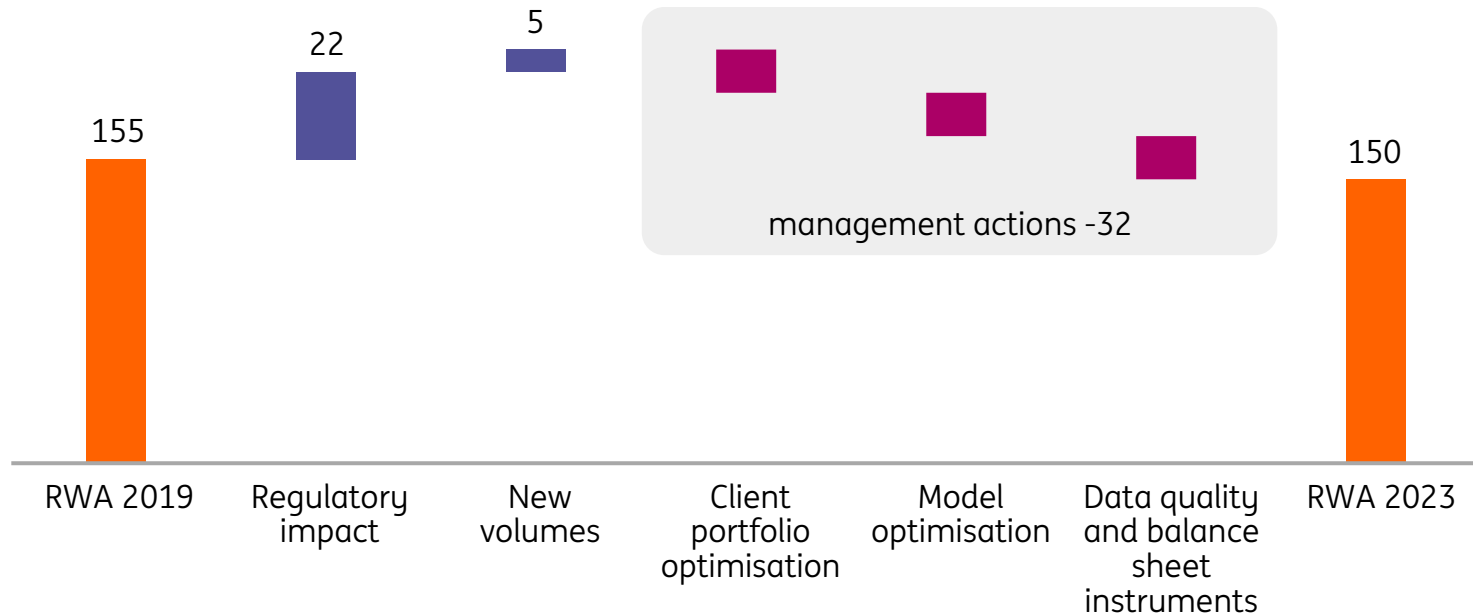 5
22
155
150
management actions -32
RWA 2019
Regulatory
impact
New
volumes
Client
portfolio
optimisation
Model
optimisation
Data quality
and balance
sheet
instruments
RWA 2023